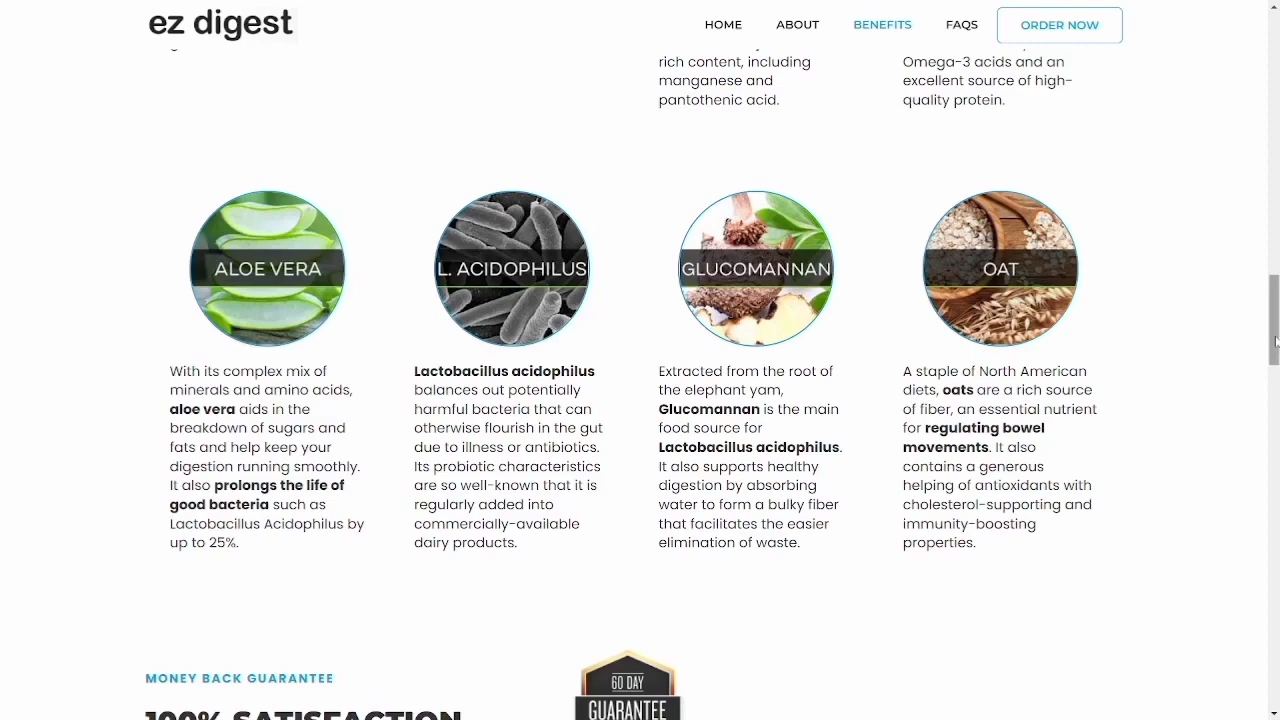 ez digest
HOME
ABOUT
BENEFITS
FAQS
ORDER NOW
rich content, including
manganese and
pantothenic acid.
Omega-3 acids and an
excellent source of high-
quality protein.
ALOE VERA
With its complex mix of
minerals and amino acids,
aloe vera aids in the
breakdown of sugars and
fats and help keep your
digestion running smoothly.
It also prolongs the life of
good bacteria such as
Lactobacillus Acidophilus by
up to 25%.
L. ACIDOPHILUS
Lactobacillus acidophilus
balances out potentially
harmful bacteria that can
otherwise flourish in the gut
due to illness or antibiotics.
Its probiotic characteristics
are so well-known that it is
regularly added into
commercially-available
dairy products.
GLUCOMANNAN
Extracted from the root of
the elephant yam,
Glucomannan is the main
food source for
Lactobacillus acidophilus.
It also supports healthy
digestion by absorbing
water to form a bulky fiber
that facilitates the easier
elimination of waste.
OAT
A staple of North American
diets, oats are a rich source
of fiber, an essential nutrient
for regulating bowel
movements. It also
contains a generous
helping of antioxidants with
cholesterol-supporting and
immunity-boosting
properties.
MONEY BACK GUARANTEE
100% SATISFACTION
60 DAY
GUARANTEE